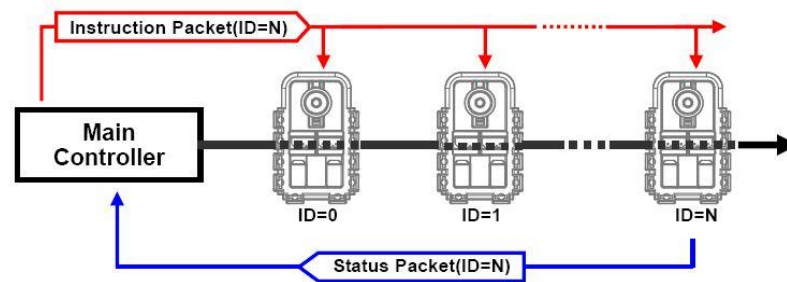 Instruction Packet(ID=N)
Main
Controller
ID=0
ID=1
ID=N
Status Packet(ID=N)